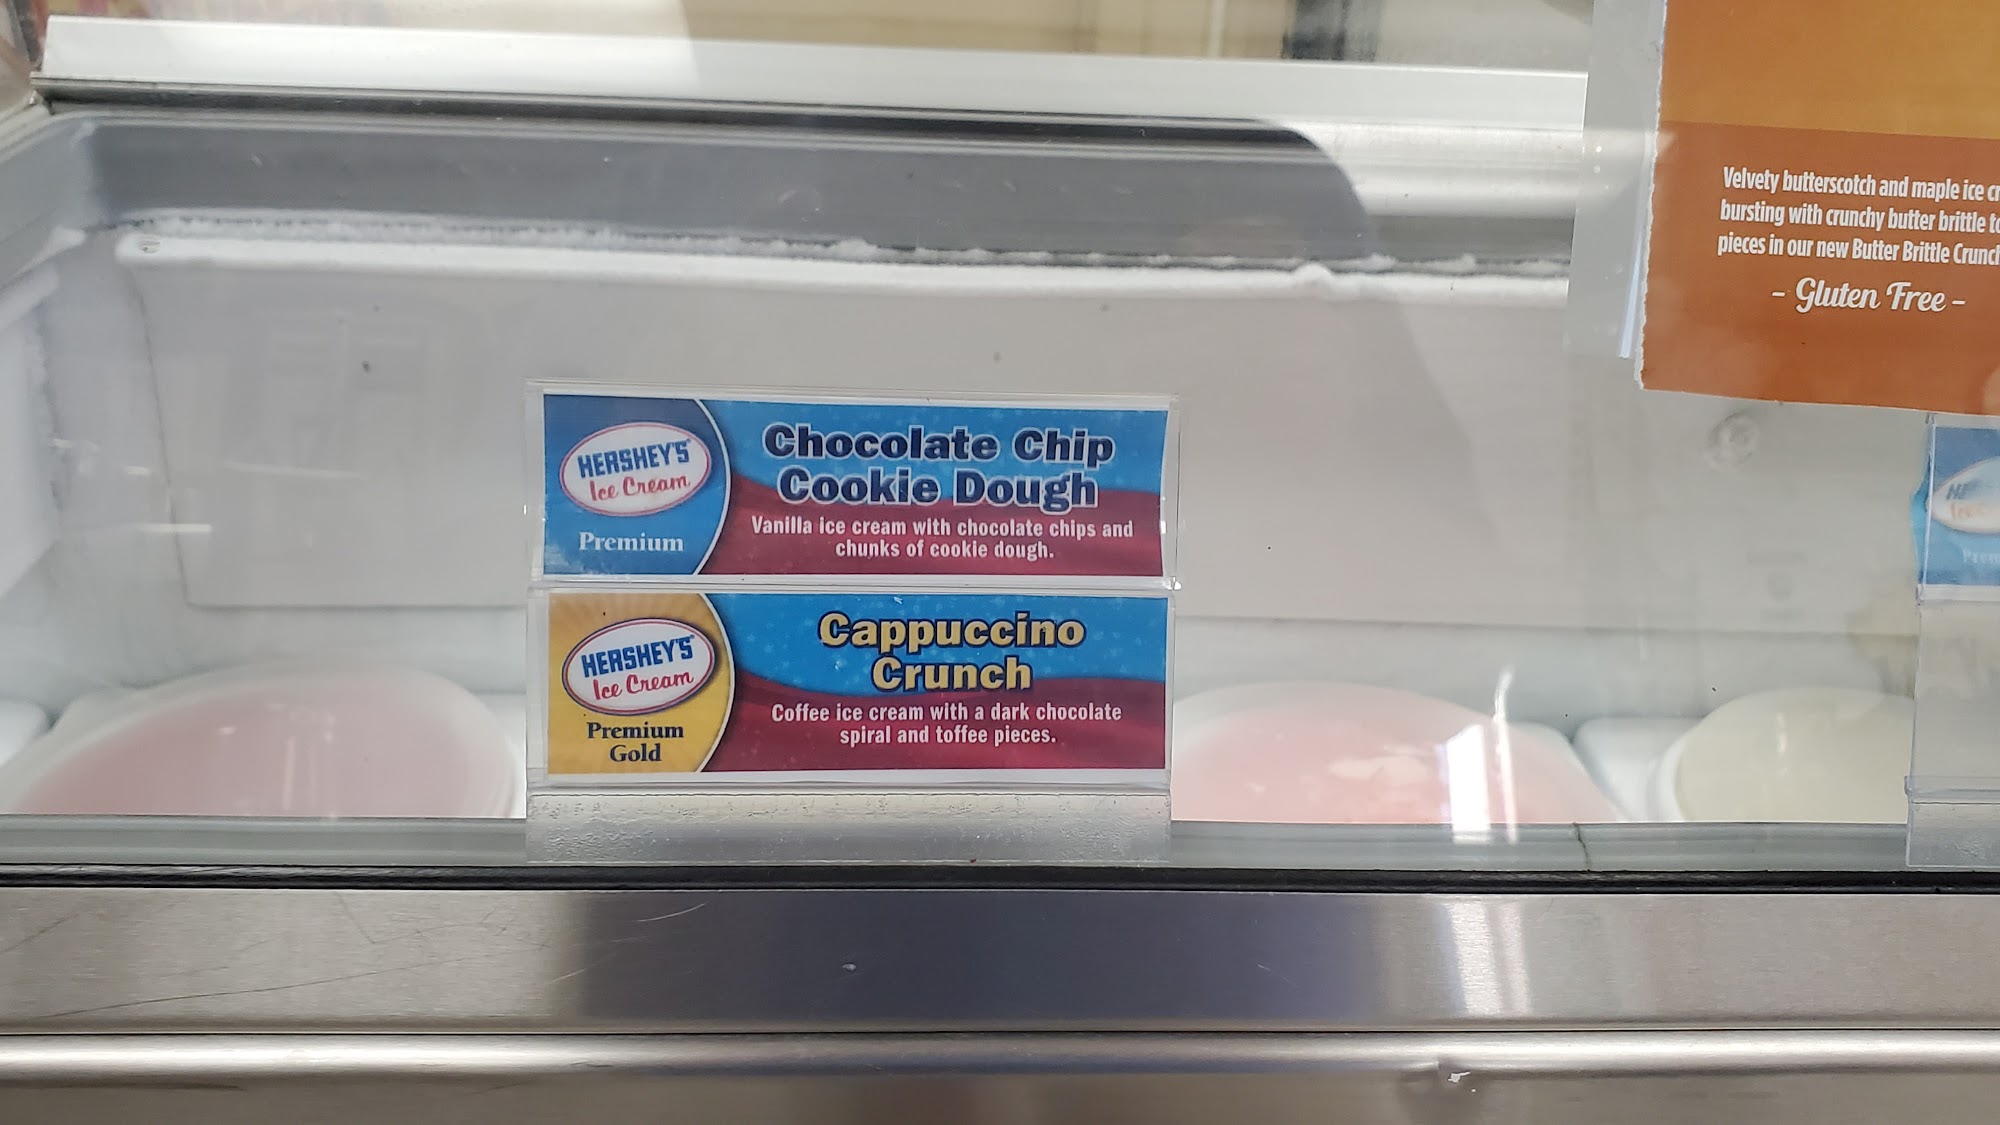 HERSHEY'S
Ice Cream
Premium
Chocolate Chip
Cookie Dough
Vanilla ice cream with chocolate chips and
chunks of cookie dough.
HERSHEY'S
Ice Cream
Premium
Gold
Cappuccino
Crunch
Coffee ice cream with a dark chocolate
spiral and toffee pieces.
Velvety butterscotch and maple ice
bursting with crunchy butter brittle
pieces in our new Butter Brittle Crunch
- Gluten Free -